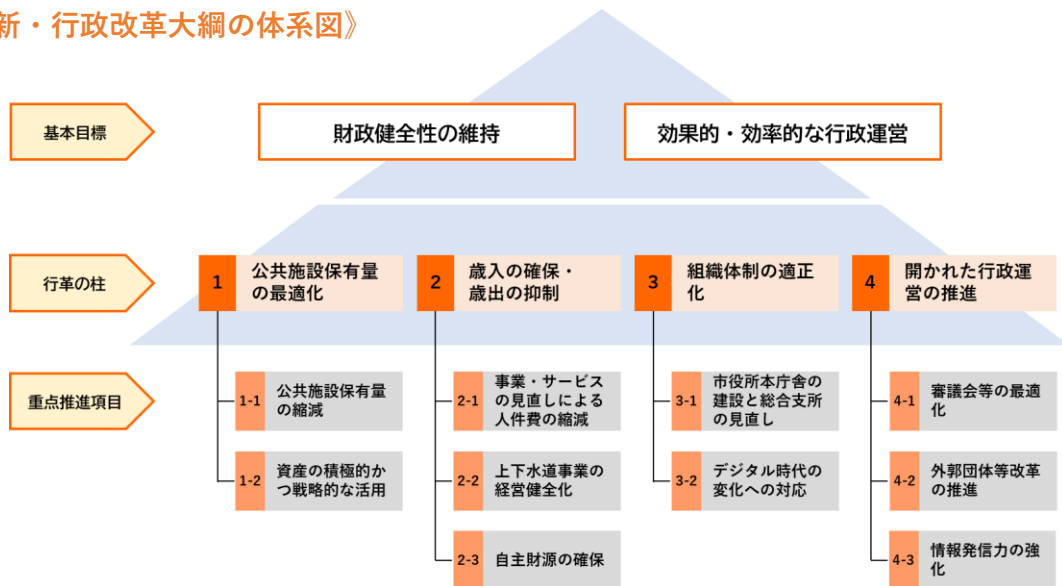 新・行政改革大綱の体系図》
基本目標
財政健全性の維持
効果的・効率的な行政運営
行革の柱
1
公共施設保有量
の最適化
2
歳入の確保・
歳出の抑制
3
組織体制の適正
化
4
開かれた行政運
営の推進
重点推進項目
1-1
公共施設保有量
の縮減
1-2
資産の積極的か
つ戦略的な活用
2-1
事業・サービス
の見直しによる
人件費の縮減
2-2
上下水道事業の
経営健全化
2-3
自主財源の確保
3-1
市役所本庁舎の
建設と総合支所
の見直し
3-2
デジタル時代の
変化への対応
4-1
審議会等の最適
化
4-2
外郭団体等改革
の推進
4-3
情報発信力の強
化